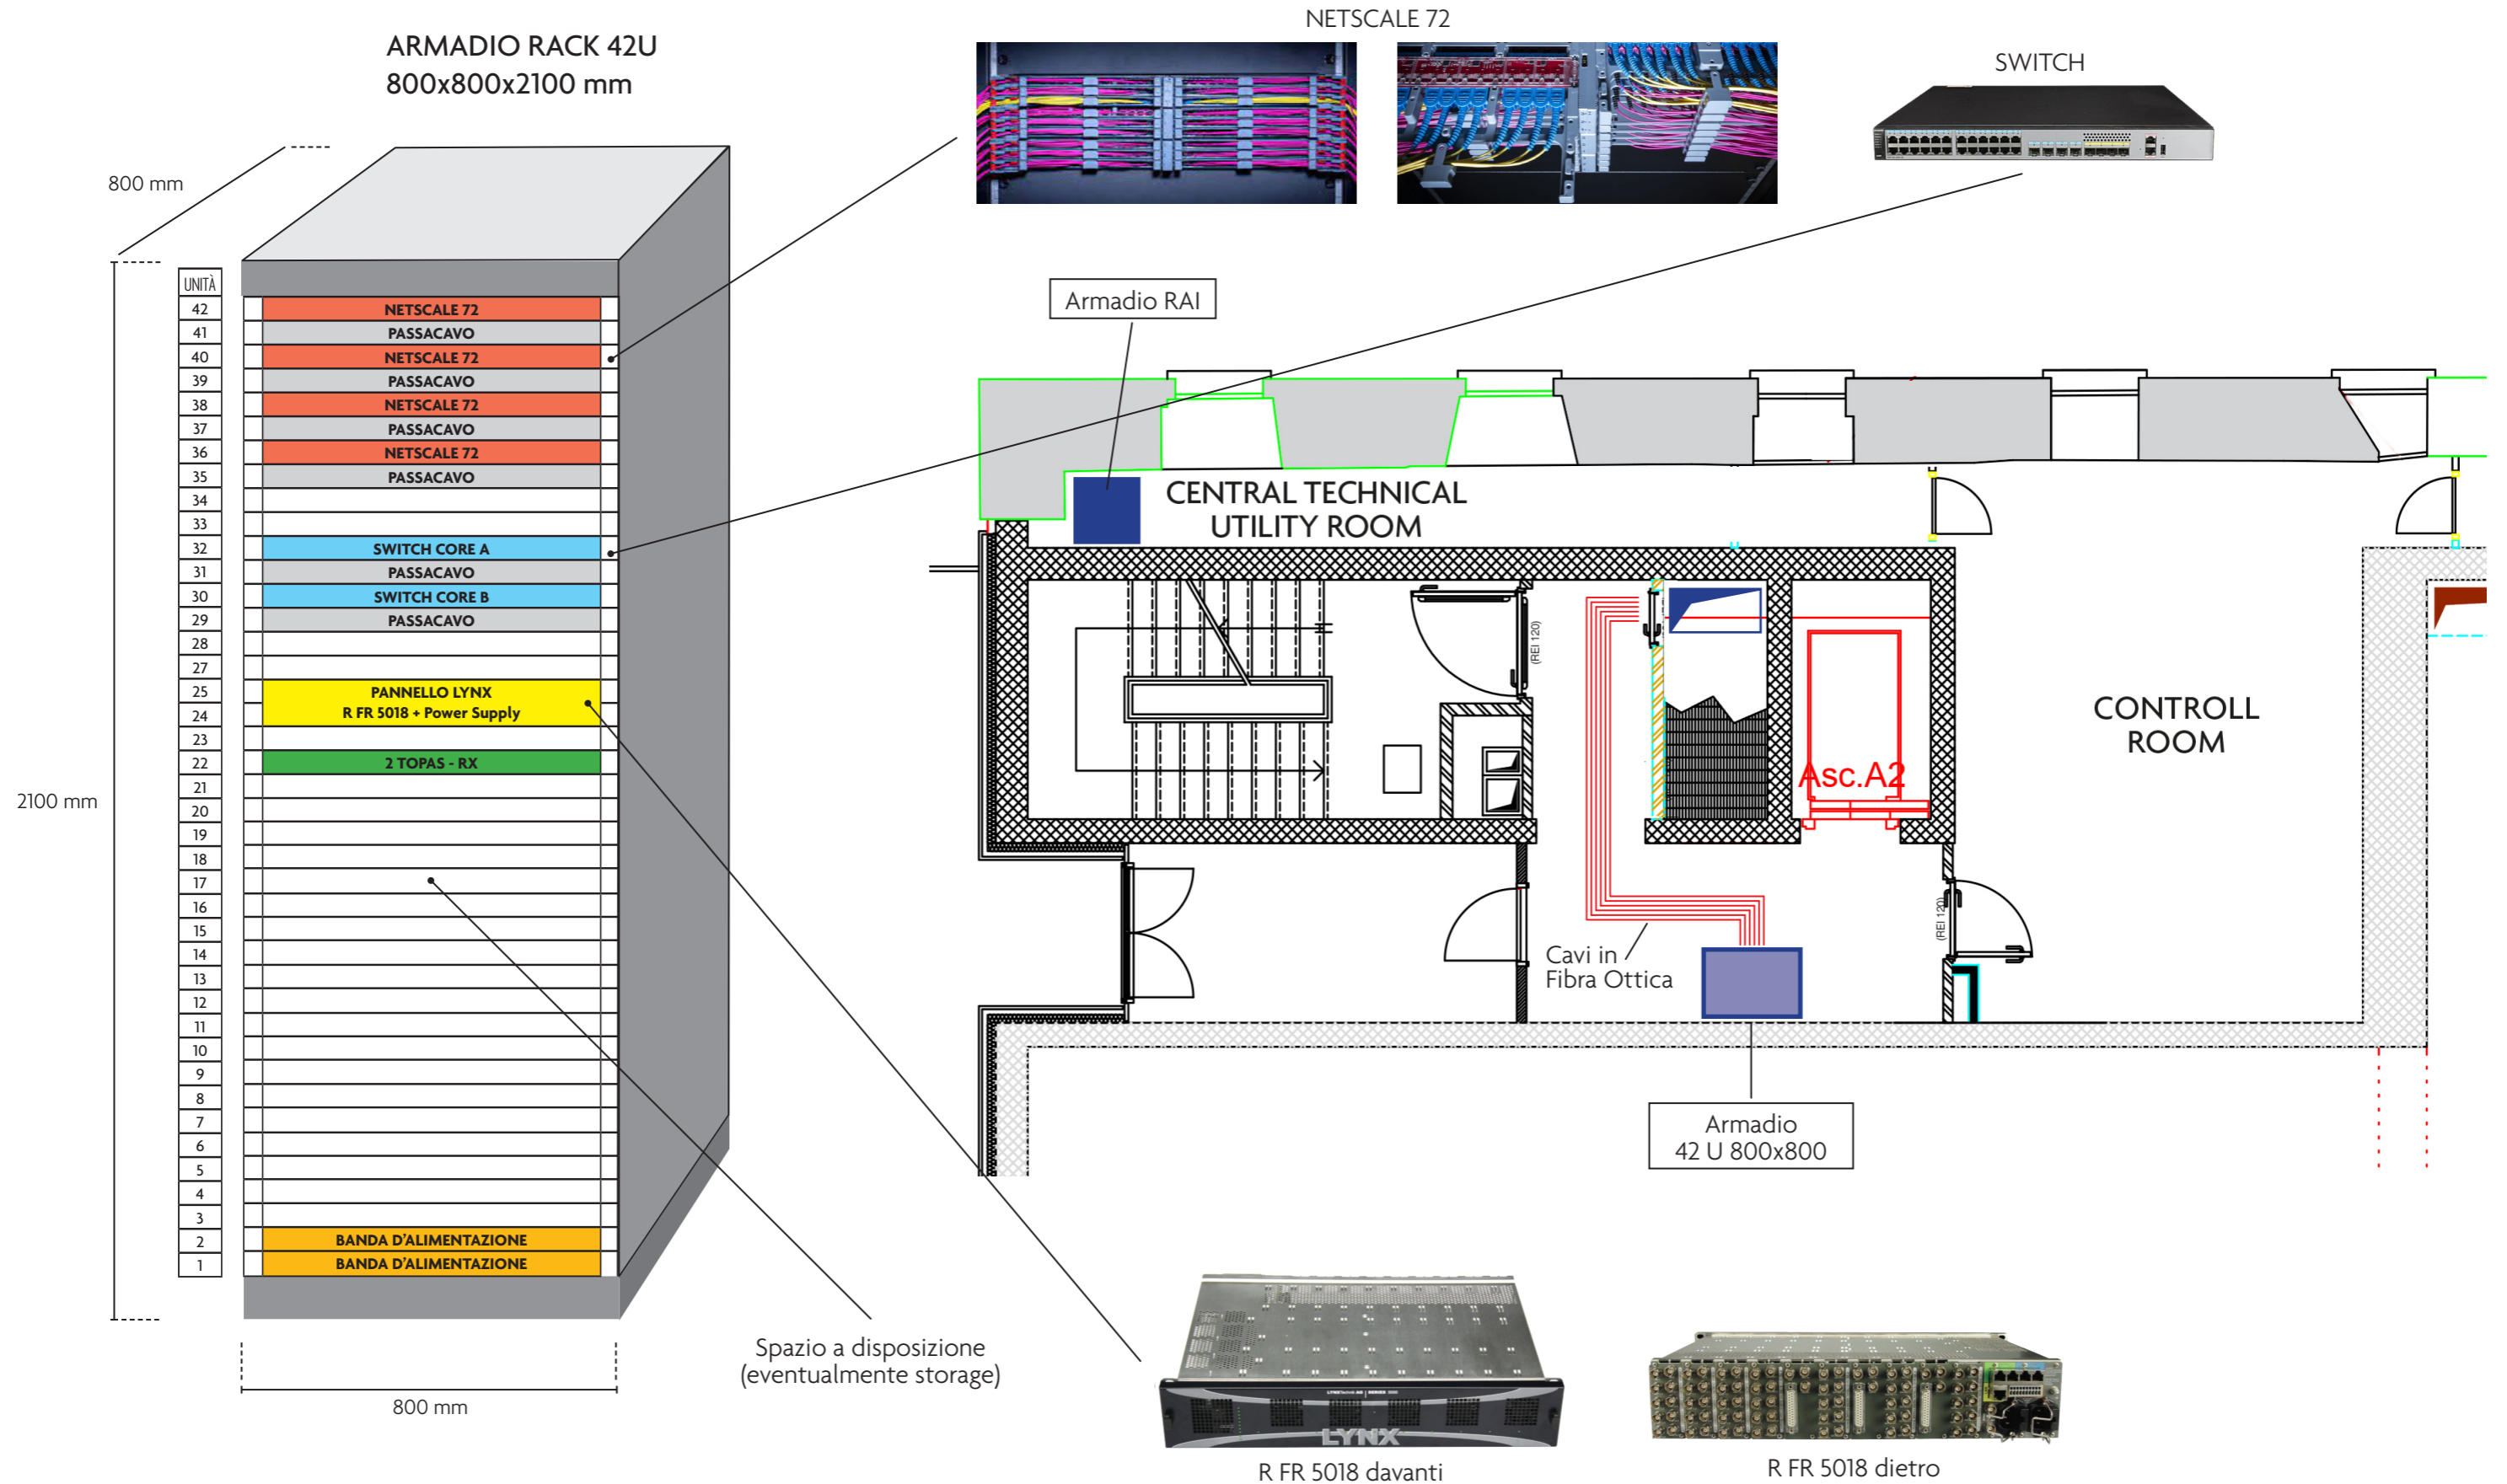 ARMADIO RACK 42U
800x800x2100 mm
NETSCALE 72
SWITCH
800 mm
UNITÀ
42
NETSCALE 72
41
PASSACAVO
40
NETSCALE 72
39
PASSACAVO
38
NETSCALE 72
37
PASSACAVO
36
NETSCALE 72
35
PASSACAVO
34
33
32
SWITCH CORE A
31
PASSACAVO
30
SWITCH CORE B
29
PASSACAVO
28
27
25
PANNELLO LYNX
24
R FR 5018 + Power Supply
23
22
2 TOPAS - RX
21
20
19
18
17
16
15
14
13
12
11
10
9
8
7
6
5
4
3
2
BANDA D'ALIMENTAZIONE
1
BANDA D'ALIMENTAZIONE
2100 mm
800 mm
Spazio a disposizione
(eventualmente storage)
Armadio RAI
CENTRAL TECHNICAL
UTILITY ROOM
(REI 120)
Asc.A2
CONTROLL
ROOM
(REI 120)
Cavi in
Fibra Ottica
Armadio
42 U 800x800
LYNXTechnik AG SERIES 5000
LYNX
R FR 5018 davanti
R FR 5018 dietro